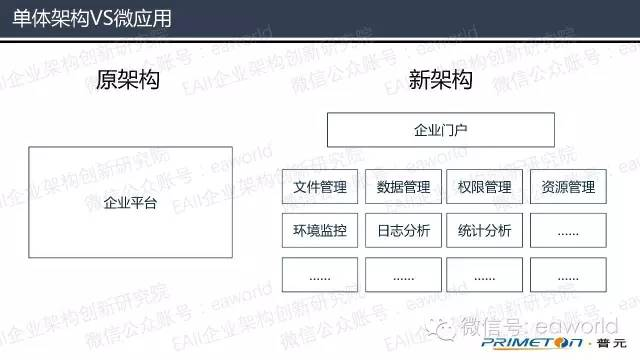 单体架构VS微应用
原架构
新架构
企业平台
企业门户
文件管理
数据管理
权限管理
资源管理
环境监控
日志分析
统计分析
......
......
......
......
......
EAII企业架构创新研究院
微信公众账号：eaworld
微信号: eaworld
PRIMETON·普元